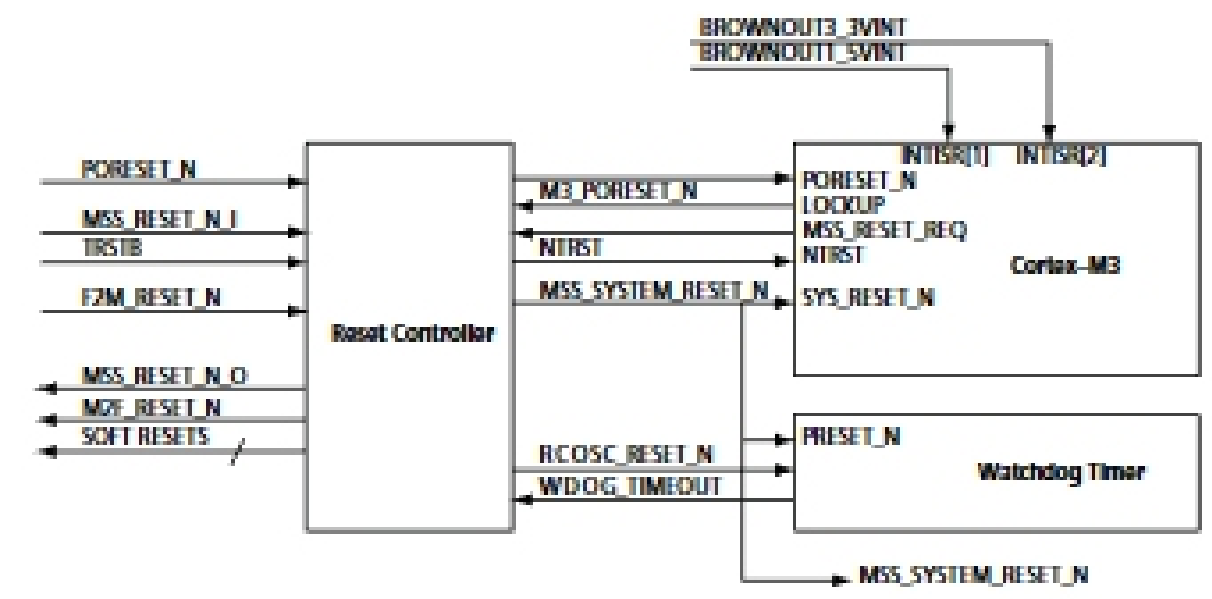 BROWNOUT3_3VINT
BROWNOUT1_5VINT
INTISR[1] INTISR[2]
PORESET_N
MSS_RESET_N_I
TRSTB
F2M_RESET_N
MSS_RESET_N_O
M2F_RESET_N
SOFT RESETS
Reset Controller
M3_PORESET_N
NTRST
MSS_SYSTEM_RESET_N
RCOSC_RESET_N
WDOG_TIMEOUT
PORESET_N
LOCKUP
MSS_RESET_REQ
NTRST
Cortex-M3
SYS_RESET_N
PRESET_N
Watchdog Timer
MSS_SYSTEM_RESET_N